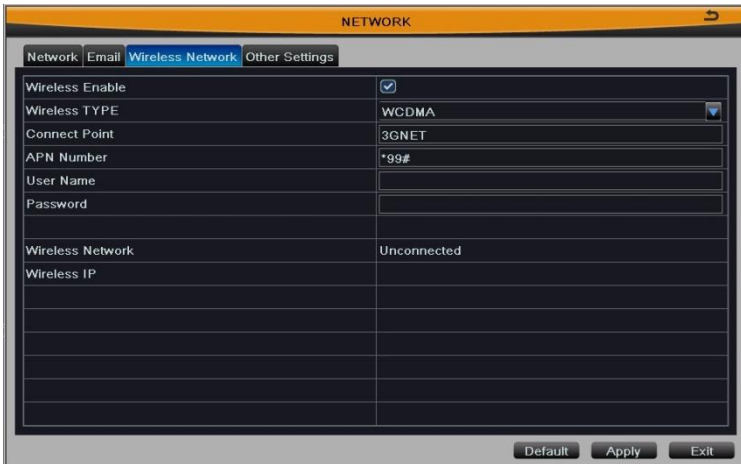 NETWORK
Network Email Wireless Network Other Settings
Wireless Enable
Wireless TYPE WCDMA
Connect Point 3GNET
APN Number *99#
User Name
Password
Wireless Network Unconnected
Wireless IP
Default Apply Exit